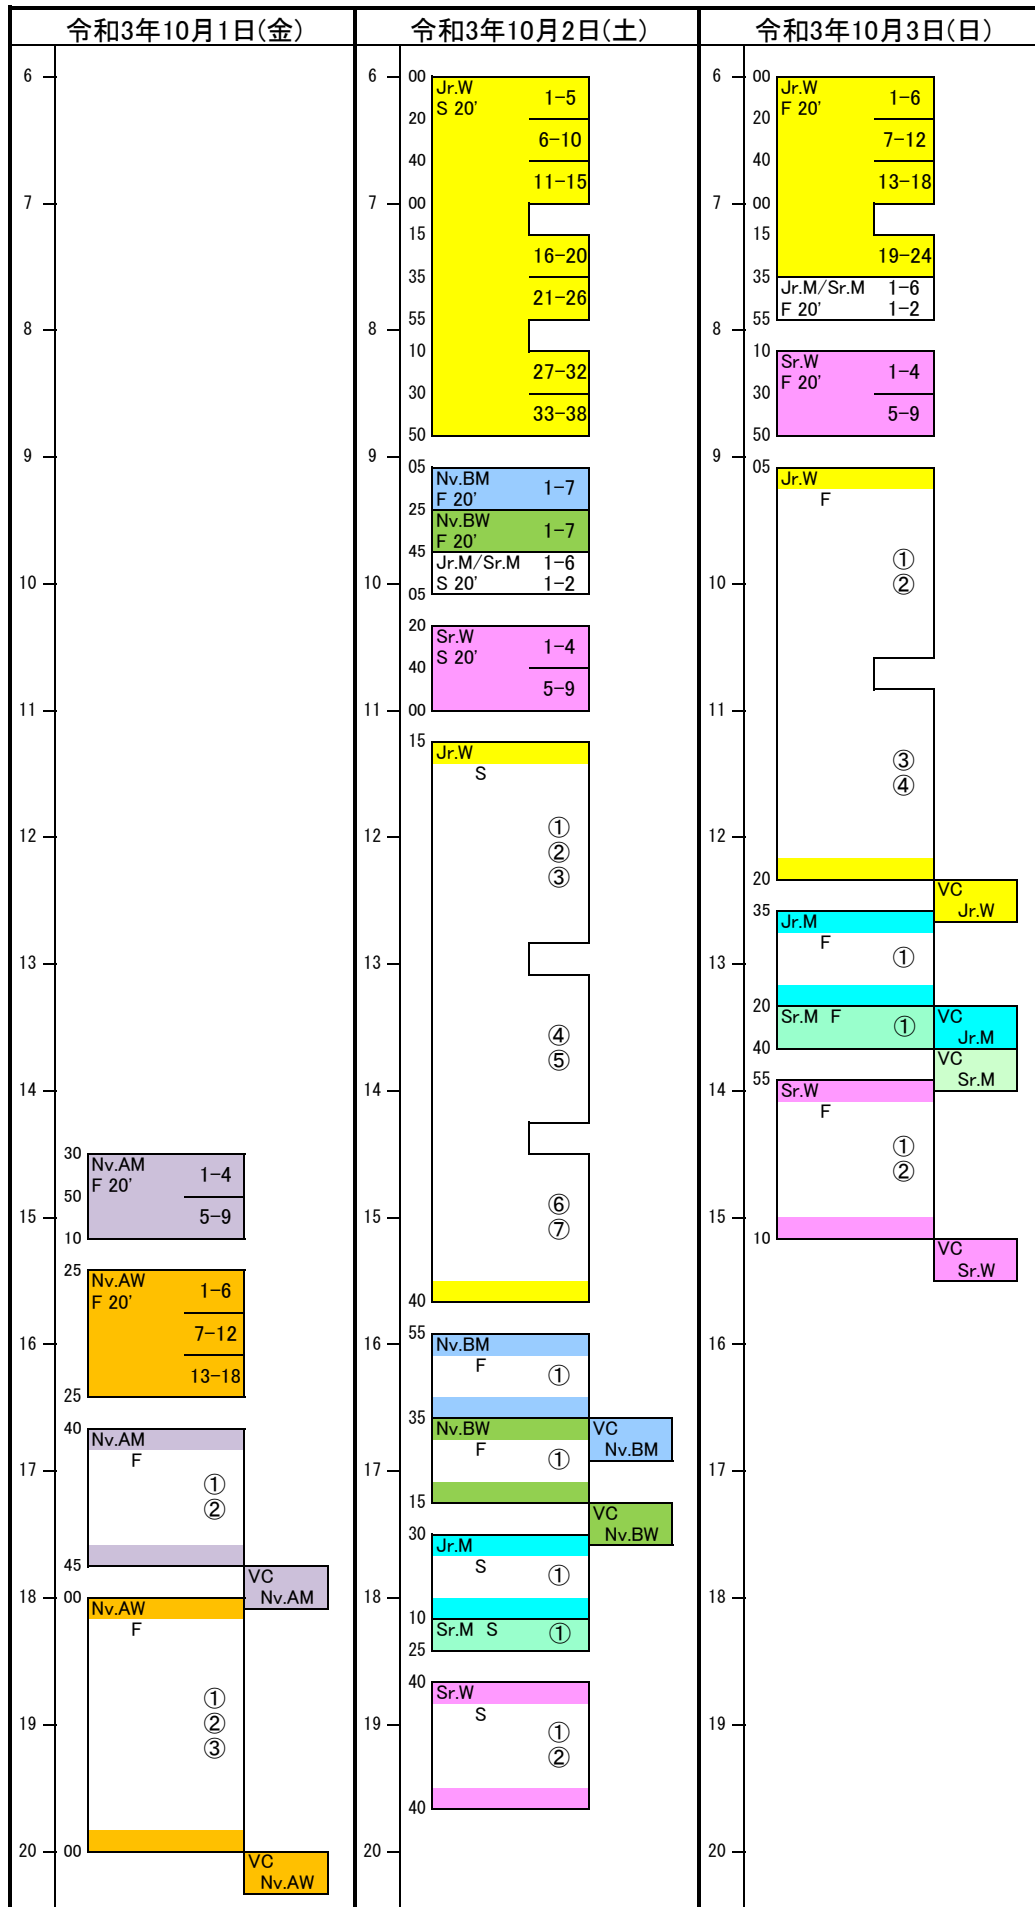 令和3年10月1日(金)
6
7
8
9
10
11
12
13
14
30
Nv.AM
F 20'
1-4
50
5-9
15
10
25
Nv.AW
F 20'
1-6
7-12
16
13-18
25
40
Nv.AM
F
17
①
②
45
VC
Nv.AM
18
00
Nv.AW
F
①
19
②
③
20
00
VC
Nv.AW
令和3年10月2日(土)
6
00
Jr.W
S 20'
1-5
20
6-10
40
11-15
7
00
15
16-20
35
21-26
55
8
10
27-32
30
33-38
50
9
05
Nv.BM
F 20'
1-7
25
Nv.BW
F 20'
1-7
45
Jr.M/Sr.M 1-6
10
S 20' 1-2
05
20
Sr.W
S 20'
1-4
40
5-9
11
00
15
Jr.W
S
12
①
②
③
13
④
⑤
14
15
⑥
⑦
40
55
16
Nv.BM
F
①
35
Nv.BW
F
①
VC
Nv.BM
17
15
VC
Nv.BW
30
Jr.M
S
①
18
10
Sr.M S ①
25
40
Sr.W
S
19
①
②
40
20
令和3年10月3日(日)
6
00
Jr.W
F 20'
1-6
20
7-12
40
13-18
7
00
15
19-24
35
Jr.M/Sr.M 1-6
F 20' 1-2
55
8
10
Sr.W
F 20'
1-4
30
5-9
50
9
05
Jr.W
F
①
10
②
11
③
④
12
20
VC
Jr.W
35
Jr.M
F
13
①
20
Sr.M F ①
VC
Jr.M
40
VC
Sr.M
55
14
Sr.W
F
①
②
15
10
VC
Sr.W
16
17
18
19
20